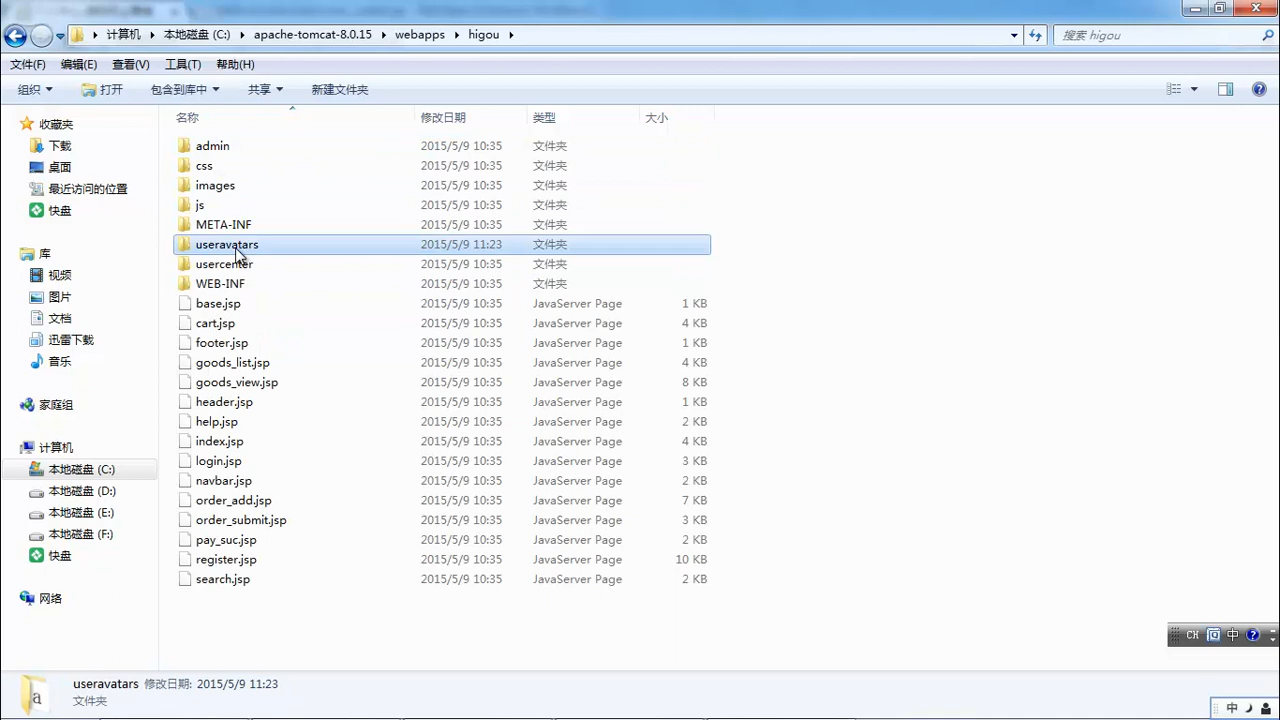 计算机 ▸ 本地磁盘 (C:) ▸ apache-tomcat-8.0.15 ▸ webapps ▸ higou ▸
搜索 higou
文件(F) 编辑(E) 查看(V) 工具(T) 帮助(H)
组织 打开 包含到库中 共享 新建文件夹
名称 修改日期 类型 大小
收藏夹
下载
桌面
最近访问的位置
快盘
库
视频
图片
文档
迅雷下载
音乐
家庭组
计算机
本地磁盘 (C:)
本地磁盘 (D:)
本地磁盘 (E:)
本地磁盘 (F:)
快盘
网络
admin 2015/5/9 10:35 文件夹
css 2015/5/9 10:35 文件夹
images 2015/5/9 10:35 文件夹
js 2015/5/9 10:35 文件夹
META-INF 2015/5/9 10:35 文件夹
useravatars 2015/5/9 11:23 文件夹
usercenter 2015/5/9 10:35 文件夹
WEB-INF 2015/5/9 10:35 文件夹
base.jsp 2015/5/9 10:35 JavaServer Page 1 KB
cart.jsp 2015/5/9 10:35 JavaServer Page 4 KB
footer.jsp 2015/5/9 10:35 JavaServer Page 1 KB
goods_list.jsp 2015/5/9 10:35 JavaServer Page 4 KB
goods_view.jsp 2015/5/9 10:35 JavaServer Page 8 KB
header.jsp 2015/5/9 10:35 JavaServer Page 1 KB
help.jsp 2015/5/9 10:35 JavaServer Page 2 KB
index.jsp 2015/5/9 10:35 JavaServer Page 4 KB
login.jsp 2015/5/9 10:35 JavaServer Page 3 KB
navbar.jsp 2015/5/9 10:35 JavaServer Page 2 KB
order_add.jsp 2015/5/9 10:35 JavaServer Page 7 KB
order_submit.jsp 2015/5/9 10:35 JavaServer Page 3 KB
pay_suc.jsp 2015/5/9 10:35 JavaServer Page 2 KB
register.jsp 2015/5/9 10:35 JavaServer Page 10 KB
search.jsp 2015/5/9 10:35 JavaServer Page 2 KB
CH 中
useravatars 修改日期: 2015/5/9 11:23
文件夹
中